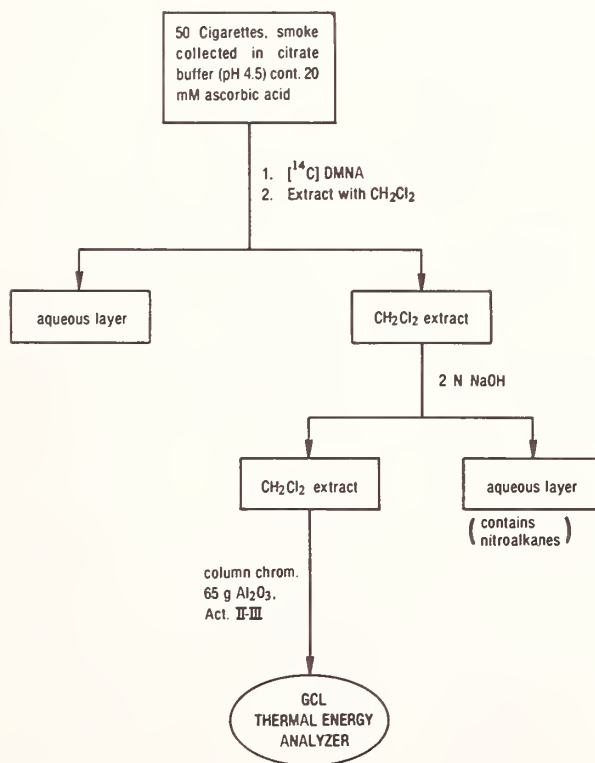 50 Cigarettes, smoke
collected in citrate
buffer (pH 4.5) cont. 20
mM ascorbic acid
1. [¹⁴C] DMNA
2. Extract with CH₂Cl₂
aqueous layer
CH₂Cl₂ extract
2 N NaOH
CH₂Cl₂ extract
aqueous layer
(contains
nitroalkanes)
column chrom.
65 g Al₂O₃,
Act. II-III
GCL
THERMAL ENERGY
ANALYZER